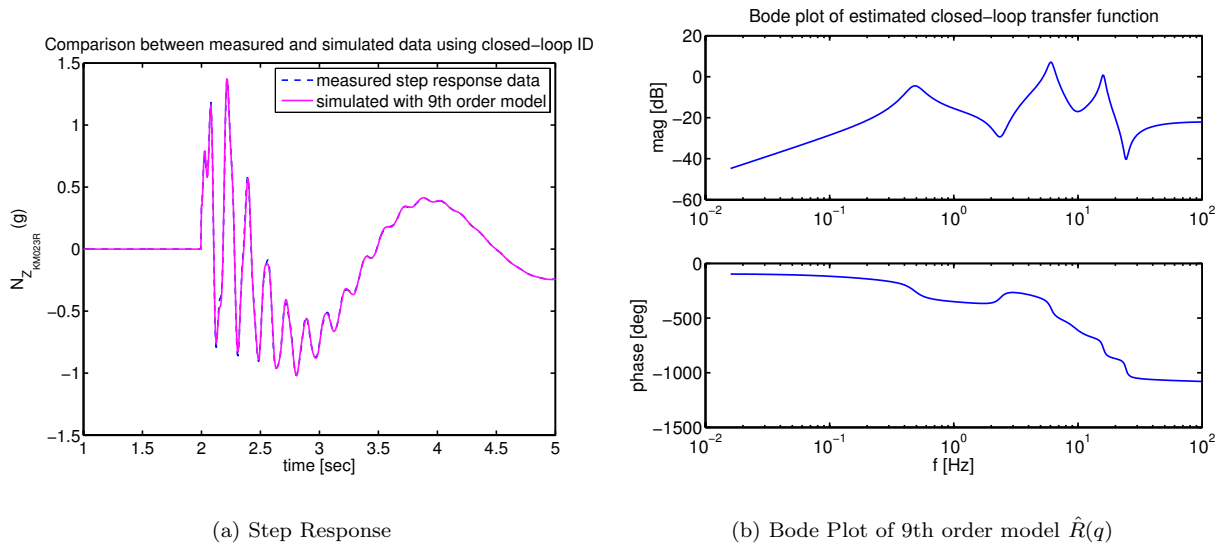 Comparison between measured and simulated data using closed−loop ID
1.5
1
0.5
0
−0.5
−1
−1.5
N_{Z_{KM023R}} (g)
measured step response data
simulated with 9th order model
1 1.5 2 2.5 3 3.5 4 4.5 5
time [sec]
(a) Step Response
Bode plot of estimated closed−loop transfer function
20
0
−20
−40
−60
mag [dB]
10^{−2} 10^{−1} 10^{0} 10^{1} 10^{2}
0
−500
−1000
−1500
phase [deg]
10^{−2} 10^{−1} 10^{0} 10^{1} 10^{2}
f [Hz]
(b) Bode Plot of 9th order model R̂(q)